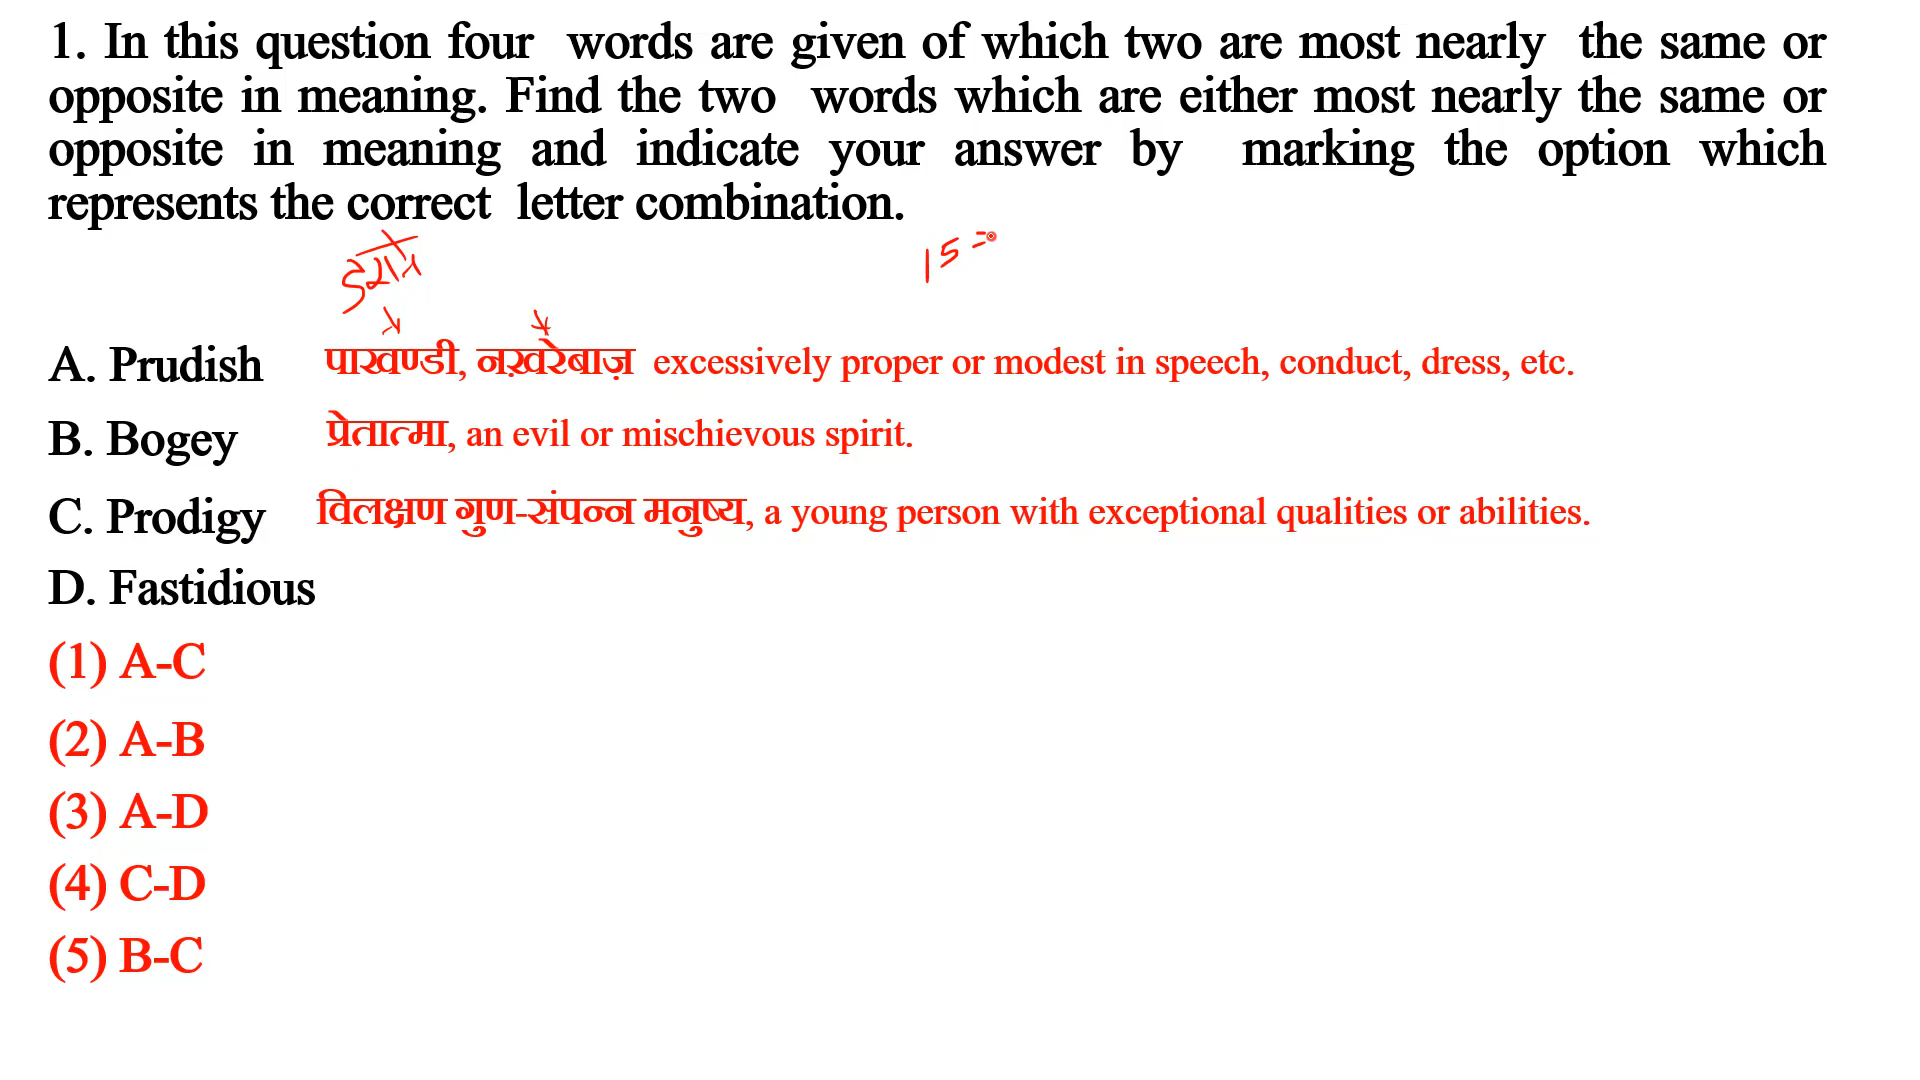 1. In this question four words are given of which two are most nearly the same or
opposite in meaning. Find the two words which are either most nearly the same or
opposite in meaning and indicate your answer by marking the option which
represents the correct letter combination.
15 =
A. Prudish पाखण्डी, नख़रेबाज़ excessively proper or modest in speech, conduct, dress, etc.
B. Bogey प्रेतात्मा, an evil or mischievous spirit.
C. Prodigy विलक्षण गुण-संपन्न मनुष्य, a young person with exceptional qualities or abilities.
D. Fastidious
(1) A-C
(2) A-B
(3) A-D
(4) C-D
(5) B-C